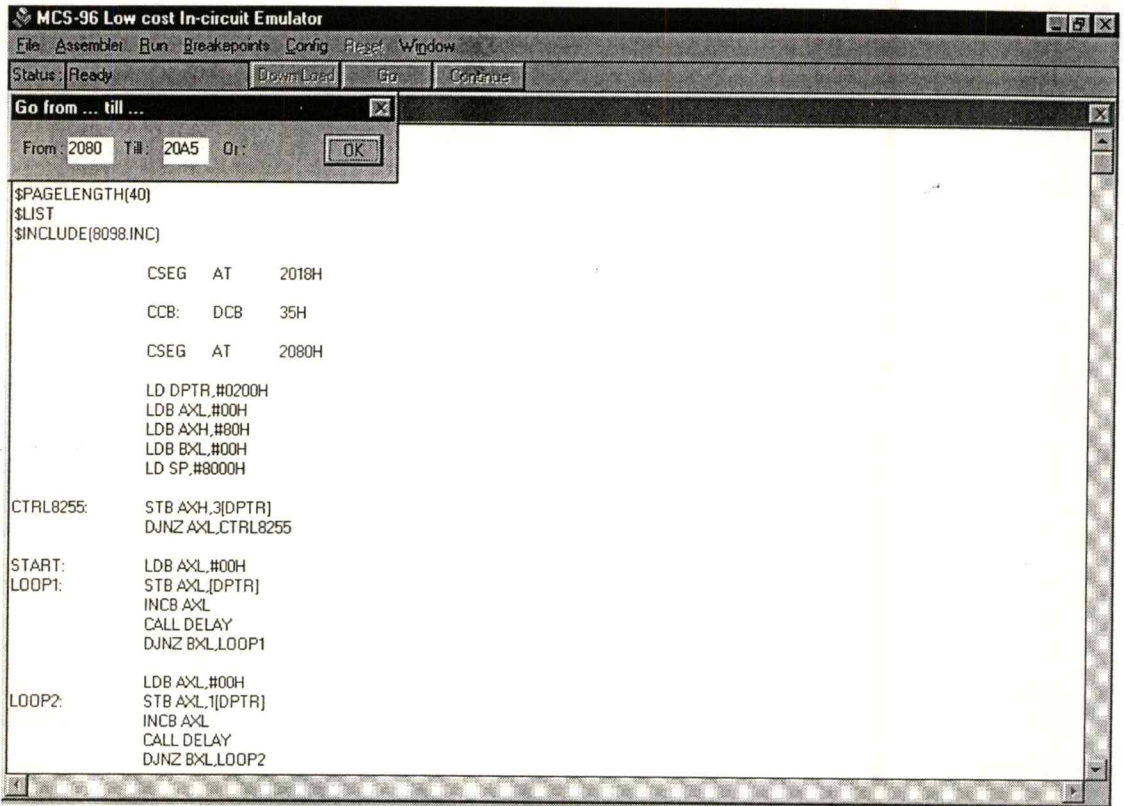 MCS-96 Low cost In-circuit Emulator
File Assembler Run Breakepoints Config Reset Window
Status: Ready Down Load Go Continue
Go from ... till ...
From: 2080 Till: 20A5 Or: OK
$PAGELENGTH(40)
$LIST
$INCLUDE(8098.INC)
CSEG AT 2018H
CCB: DCB 35H
CSEG AT 2080H
LD DPTR,#0200H
LDB AXL,#00H
LDB AXH,#80H
LDB BXL,#00H
LD SP,#8000H
CTRL8255: STB AXH,3[DPTR]
DJNZ AXL,CTRL8255
START: LDB AXL,#00H
LOOP1: STB AXL,[DPTR]
INCB AXL
CALL DELAY
DJNZ BXL,LOOP1
LDB AXL,#00H
LOOP2: STB AXL,1[DPTR]
INCB AXL
CALL DELAY
DJNZ BXL,LOOP2